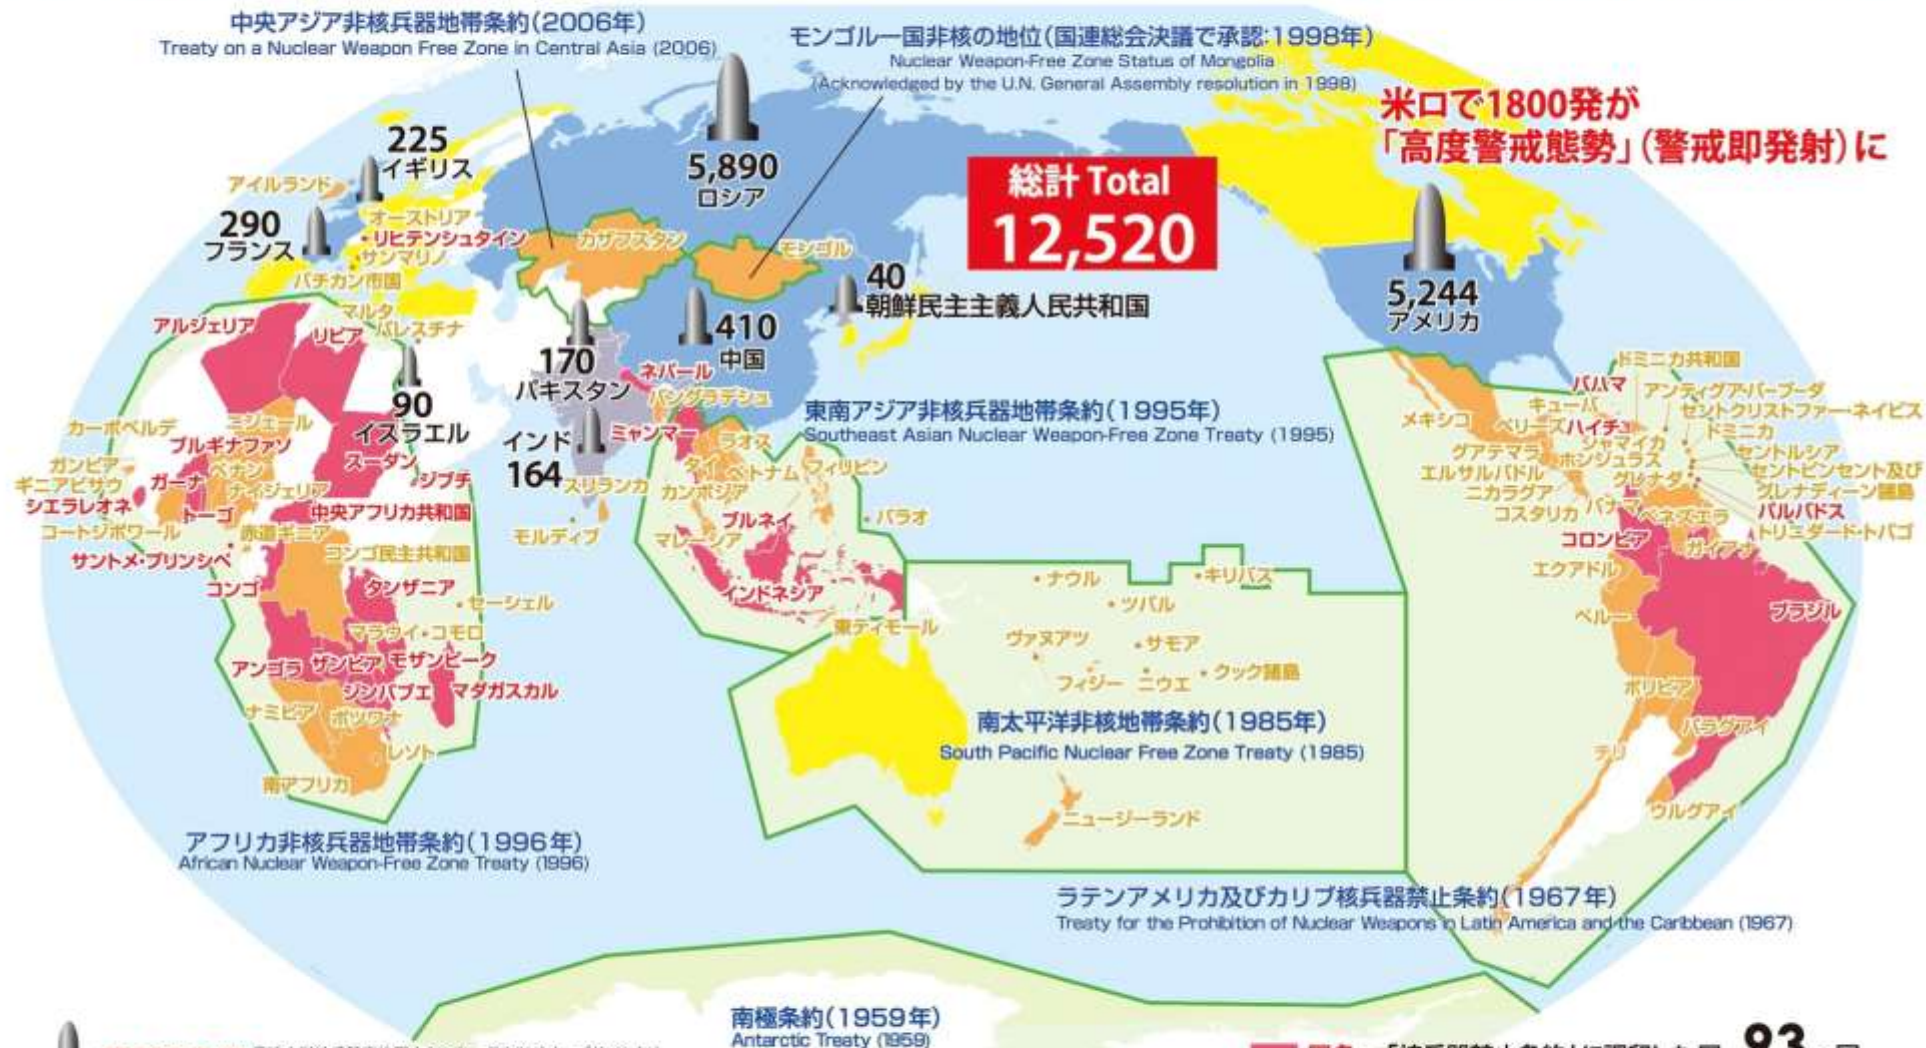 中央アジア非核兵器地帯条約(2006年)
Treaty on a Nuclear Weapon Free Zone in Central Asia (2006)
モンゴル一国非核の地位(国連総会決議で承認:1998年)
Nuclear Weapon-Free Zone Status of Mongolia
(Acknowledged by the U.N. General Assembly resolution in 1998)
米ロで1800発が
「高度警戒態勢」(警戒即発射)に
225
イギリス
5,890
ロシア
総計 Total
12,520
アイルランド
290
フランス
オーストリア
リヒテンシュタイン
サンマリノ
バチカン市国
カザフスタン
モンゴル
40
朝鮮民主主義人民共和国
5,244
アメリカ
マルタ
パレスチナ
アルジェリア
リビア
410
中国
170
パキスタン
ネパール
バングラデシュ
90
イスラエル
インド
164
ミャンマー
ラオス
タイ
ベトナム
フィリピン
スリランカ
カンボジア
東南アジア非核兵器地帯条約(1995年)
Southeast Asian Nuclear Weapon-Free Zone Treaty (1995)
カーボベルデ
ニジェール
ブルギナファソ
ガンビア
ベナン
スーダン
ギニアビサウ
ガーナ
ナイジェリア
ジブチ
シエラレオネ
トーゴ
中央アフリカ共和国
コートジボワール
赤道ギニア
コンゴ民主共和国
サントメ・プリンシペ
コンゴ
タンザニア
セーシェル
マラウイ
コモロ
アンゴラ
ザンビア
モザンビーク
ジンバブエ
マダガスカル
ナミビア
ボツワナ
レソト
南アフリカ
モルディブ
マレーシア
ブルネイ
パラオ
インドネシア
東ティモール
ナウル
キリバス
ツバル
ヴァヌアツ
サモア
フィジー
ニウエ
クック諸島
南太平洋非核地帯条約(1985年)
South Pacific Nuclear Free Zone Treaty (1985)
ニュージーランド
ドミニカ共和国
バハマ
アンティグア・バーブーダ
キューバ
セントクリストファー・ネイビス
メキシコ
ベリーズ
ハイチ
ジャマイカ
ドミニカ
グアテマラ
ホンジュラス
セントルシア
エルサルバドル
グレナダ
セントビンセント及び
グレナディーン諸島
ニカラグア
コスタリカ
パナマ
ベネズエラ
バルバドス
トリニダード・トバゴ
コロンビア
ガイアナ
エクアドル
ペルー
ブラジル
ボリビア
パラグアイ
チリ
ウルグアイ
アフリカ非核兵器地帯条約(1996年)
African Nuclear Weapon-Free Zone Treaty (1996)
ラテンアメリカ及びカリブ核兵器禁止条約(1967年)
Treaty for the Prohibition of Nuclear Weapons in Latin America and the Caribbean (1967)
南極条約(1959年)
Antarctic Treaty (1959)